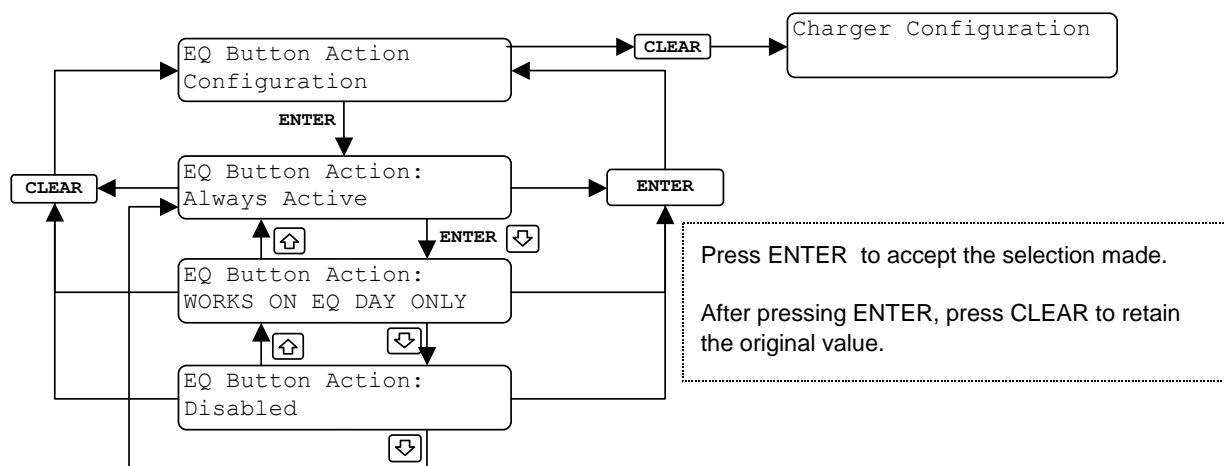 Charger Configuration
EQ Button Action
Configuration
CLEAR
ENTER
EQ Button Action:
Always Active
CLEAR
ENTER
ENTER
EQ Button Action:
WORKS ON EQ DAY ONLY
EQ Button Action:
Disabled
Press ENTER to accept the selection made.
After pressing ENTER, press CLEAR to retain
the original value.